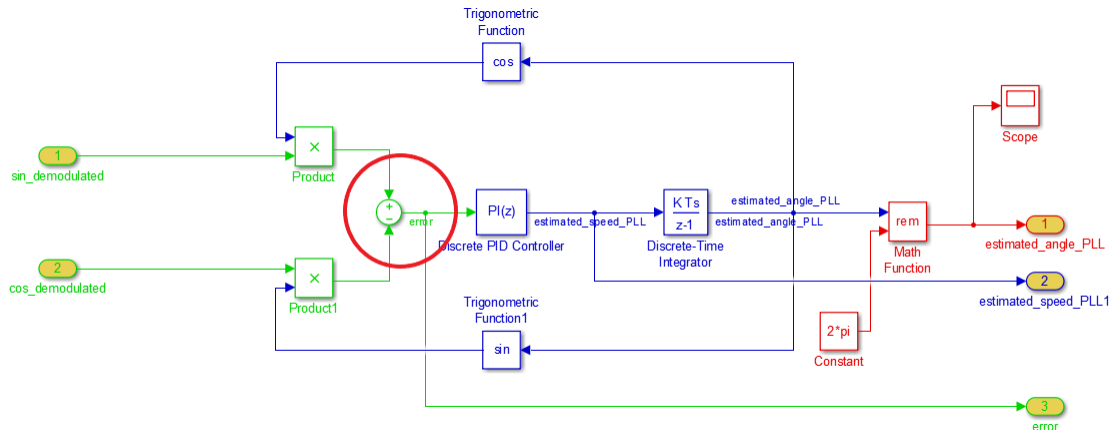 Trigonometric
Function
cos
1
sin_demodulated
×
Product
Scope
+
−
error
PI(z)
Discrete PID Controller
estimated_speed_PLL
K Ts
z-1
Discrete-Time
Integrator
estimated_angle_PLL
estimated_angle_PLL
rem
Math
Function
1
estimated_angle_PLL
2
cos_demodulated
×
Product1
2
estimated_speed_PLL1
Trigonometric
Function1
sin
2*pi
Constant
3
error